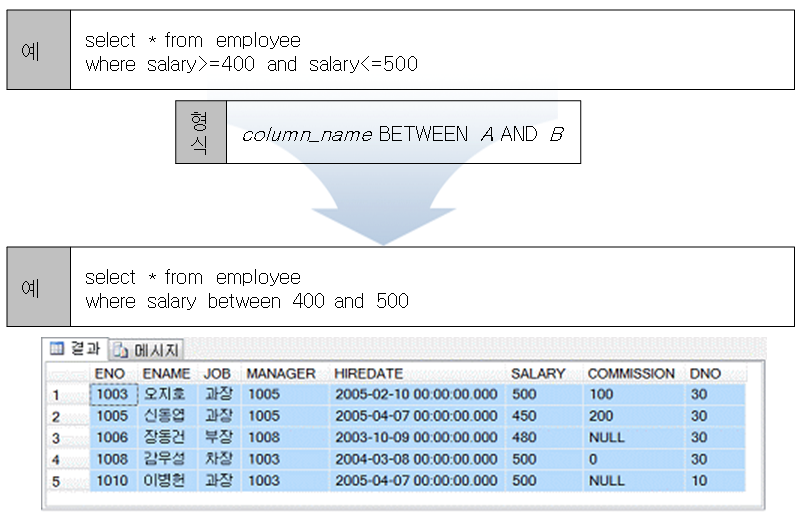 예
select * from employee
where salary>=400 and salary<=500
형식
column_name BETWEEN A AND B
예
select * from employee
where salary between 400 and 500
결과 메시지
ENO ENAME JOB MANAGER HIREDATE SALARY COMMISSION DNO
1 1003 오지호 과장 1005 2005-02-10 00:00:00.000 500 100 30
2 1005 신동엽 과장 1005 2005-04-07 00:00:00.000 450 200 30
3 1006 장동건 부장 1008 2003-10-09 00:00:00.000 480 NULL 30
4 1008 감우성 차장 1003 2004-03-08 00:00:00.000 500 0 30
5 1010 이병헌 과장 1003 2005-04-07 00:00:00.000 500 NULL 10